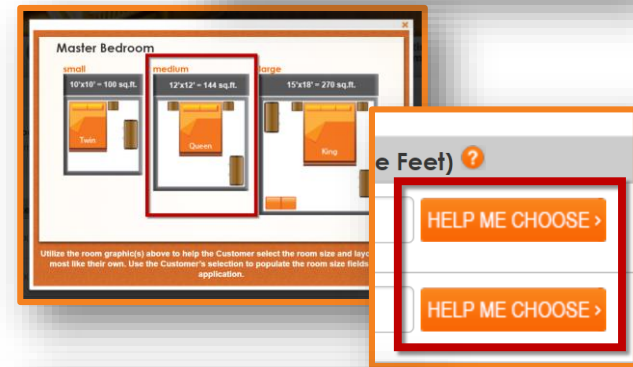 Master Bedroom
small medium large
10'x10' = 100 sq.ft. 12'x12' = 144 sq.ft. 15'x18' = 270 sq.ft.
Twin Queen King
Utilize the room graphic(s) above to help the Customer select the room size and
most like their own. Use the Customer's selection to populate the room size fields
application.
e Feet) ?
HELP ME CHOOSE >
HELP ME CHOOSE >